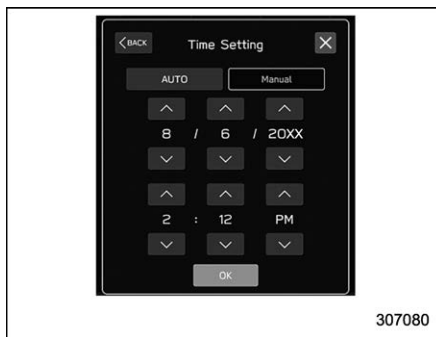 BACK Time Setting X
AUTO Manual
8 / 6 / 20XX
2 : 12 PM
OK
307080